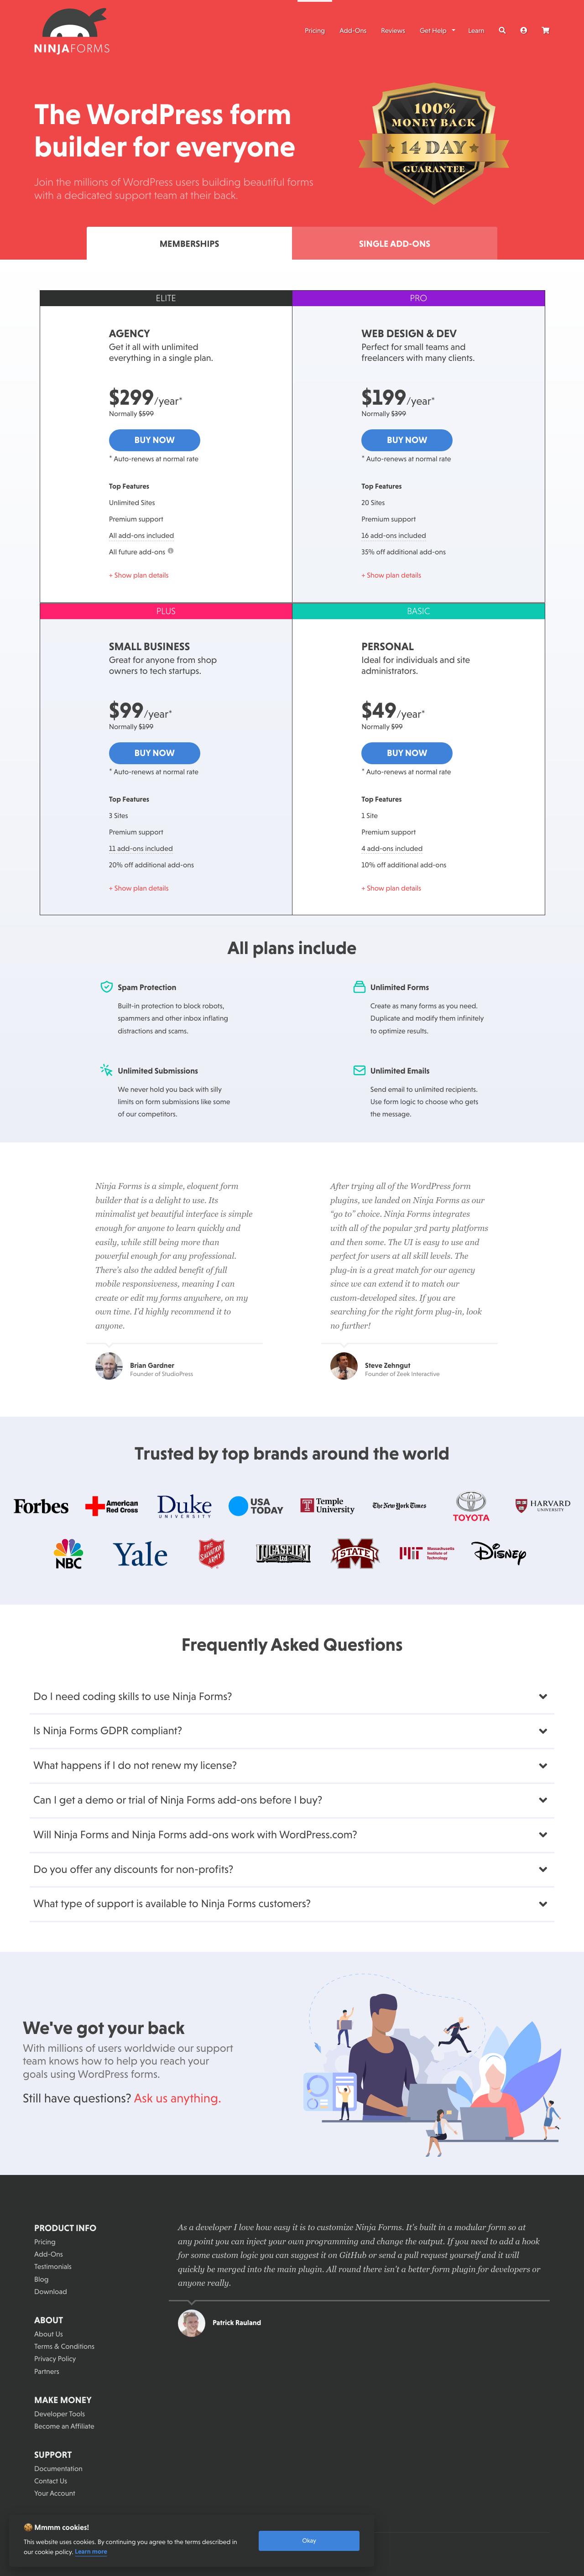 NINJAFORMS
Pricing
Add-Ons
Reviews
Get Help
Learn
The WordPress form
builder for everyone
Join the millions of WordPress users building beautiful forms
with a dedicated support team at their back.
100%
MONEY BACK
14 DAY
GUARANTEE
MEMBERSHIPS
SINGLE ADD-ONS
ELITE
AGENCY
Get it all with unlimited
everything in a single plan.
$299/year*
Normally $599
BUY NOW
* Auto-renews at normal rate
Top Features
Unlimited Sites
Premium support
All add-ons included
All future add-ons
+ Show plan details
PRO
WEB DESIGN & DEV
Perfect for small teams and
freelancers with many clients.
$199/year*
Normally $399
BUY NOW
* Auto-renews at normal rate
Top Features
20 Sites
Premium support
16 add-ons included
35% off additional add-ons
+ Show plan details
PLUS
SMALL BUSINESS
Great for anyone from shop
owners to tech startups.
$99/year*
Normally $199
BUY NOW
* Auto-renews at normal rate
Top Features
3 Sites
Premium support
11 add-ons included
20% off additional add-ons
+ Show plan details
BASIC
PERSONAL
Ideal for individuals and site
administrators.
$49/year*
Normally $99
BUY NOW
* Auto-renews at normal rate
Top Features
1 Site
Premium support
4 add-ons included
10% off additional add-ons
+ Show plan details
All plans include
Spam Protection
Built-in protection to block robots,
spammers and other inbox inflating
distractions and scams.
Unlimited Forms
Create as many forms as you need.
Duplicate and modify them infinitely
to optimize results.
Unlimited Submissions
We never hold you back with silly
limits on form submissions like some
of our competitors.
Unlimited Emails
Send email to unlimited recipients.
Use form logic to choose who gets
the message.
Ninja Forms is a simple, eloquent form
builder that is a delight to use. Its
minimalist yet beautiful interface is simple
enough for anyone to learn quickly and
easily, while still being more than
powerful enough for any professional.
There's also the added benefit of full
mobile responsiveness, meaning I can
create or edit my forms anywhere, on my
own time. I'd highly recommend it to
anyone.
Brian Gardner
Founder of StudioPress
After trying all of the WordPress form
plugins, we landed on Ninja Forms as our
“go to” choice. Ninja Forms integrates
with all of the popular 3rd party platforms
and then some. The UI is easy to use and
perfect for users at all skill levels. The
plug-in is a great match for our agency
since we can extend it to match our
custom-developed sites. If you are
searching for the right form plug-in, look
no further!
Steve Zehngut
Founder of Zeek Interactive
Trusted by top brands around the world
Forbes
American
Red Cross
Duke
UNIVERSITY
USA
TODAY
Temple
University
The New York Times
TOYOTA
HARVARD
UNIVERSITY
NBC
Yale
THE
SALVATION
ARMY
LUCASFILM
LTD
STATE
MIT
Massachusetts
Institute of
Technology
Disney
Frequently Asked Questions
Do I need coding skills to use Ninja Forms?
Is Ninja Forms GDPR compliant?
What happens if I do not renew my license?
Can I get a demo or trial of Ninja Forms add-ons before I buy?
Will Ninja Forms and Ninja Forms add-ons work with WordPress.com?
Do you offer any discounts for non-profits?
What type of support is available to Ninja Forms customers?
We've got your back
With millions of users worldwide our support
team knows how to help you reach your
goals using WordPress forms.
Still have questions? Ask us anything.
PRODUCT INFO
Pricing
Add-Ons
Testimonials
Blog
Download
ABOUT
About Us
Terms & Conditions
Privacy Policy
Partners
MAKE MONEY
Developer Tools
Become an Affiliate
SUPPORT
Documentation
Contact Us
Your Account
As a developer I love how easy it is to customize Ninja Forms. It's built in a modular form so at
any point you can inject your own programming and change the output. If you need to add a hook
for some custom logic you can suggest it on GitHub or send a pull request yourself and it will
quickly be merged into the main plugin. All round there isn't a better form plugin for developers or
anyone really.
Patrick Rauland
Mmmm cookies!
This website uses cookies. By continuing you agree to the terms described in
our cookie policy. Learn more
Okay